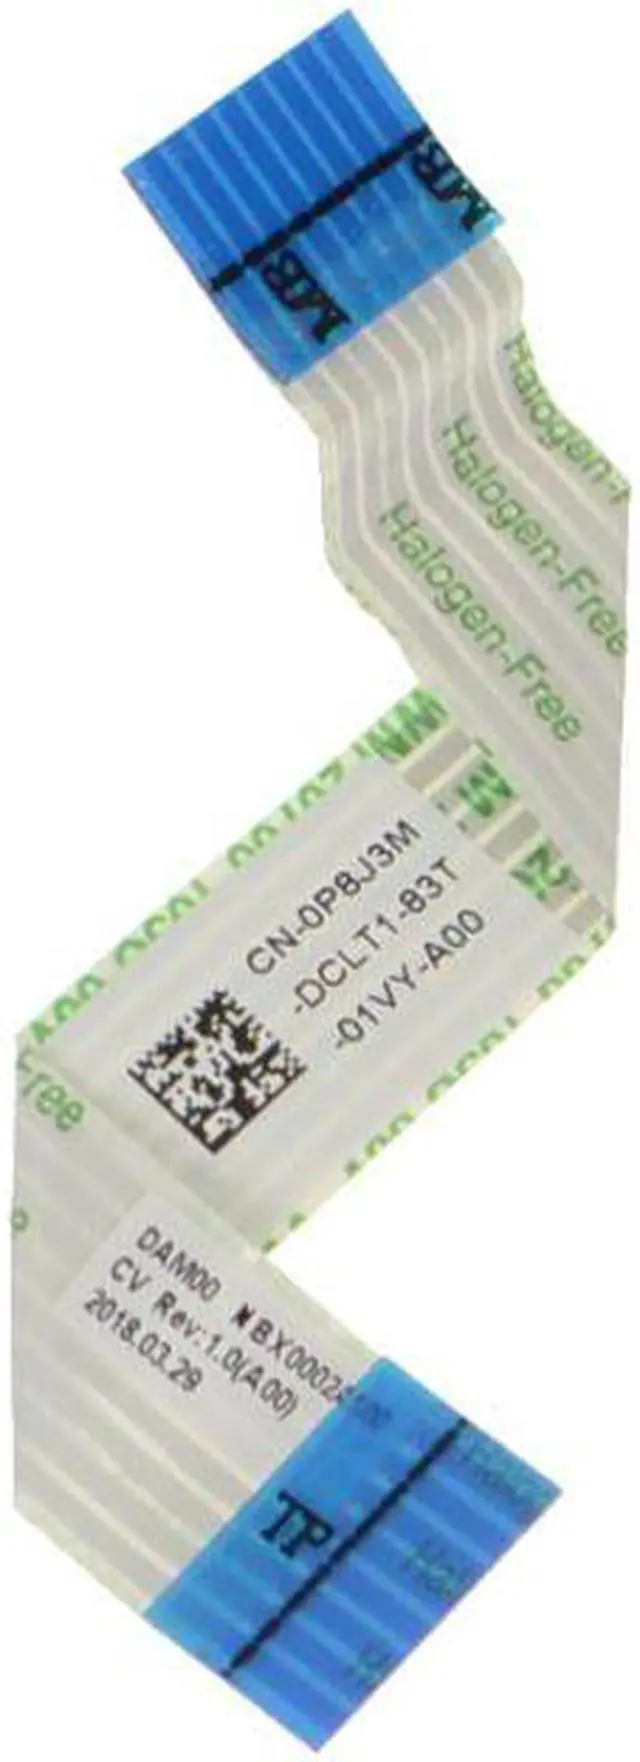 MB
MB
Halogen-
Halogen-Free
Halogen-Free
CN-0P8J3M
-DCLT1-83T
-01VY-A00
Free
DAM00 NBX0002
CV Rev:1.0(A00)
2018.03.29
TP